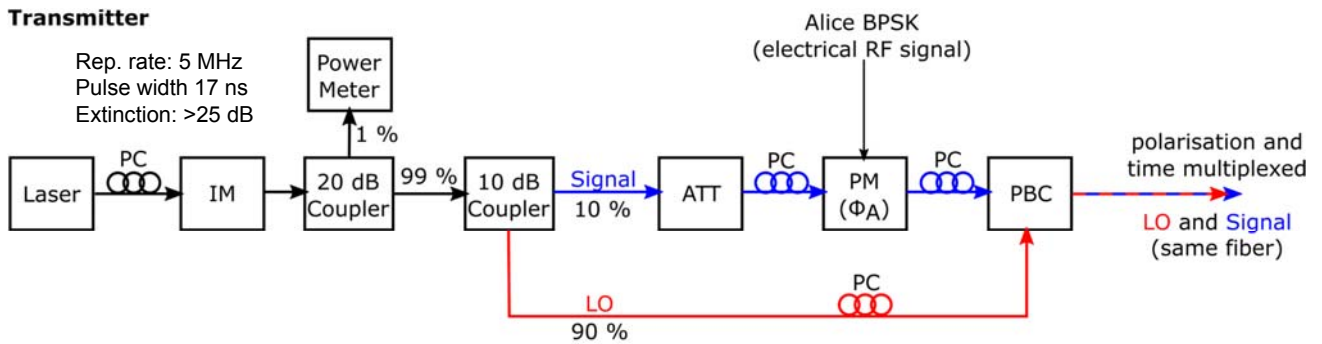 Transmitter
Rep. rate: 5 MHz
Pulse width 17 ns
Extinction: >25 dB
Power
Meter
Alice BPSK
(electrical RF signal)
1 %
polarisation and
time multiplexed
Laser
PC
IM
20 dB
Coupler
99 %
10 dB
Coupler
Signal
10 %
ATT
PC
PM
(ΦA)
PC
PBC
LO and Signal
(same fiber)
LO
90 %
PC